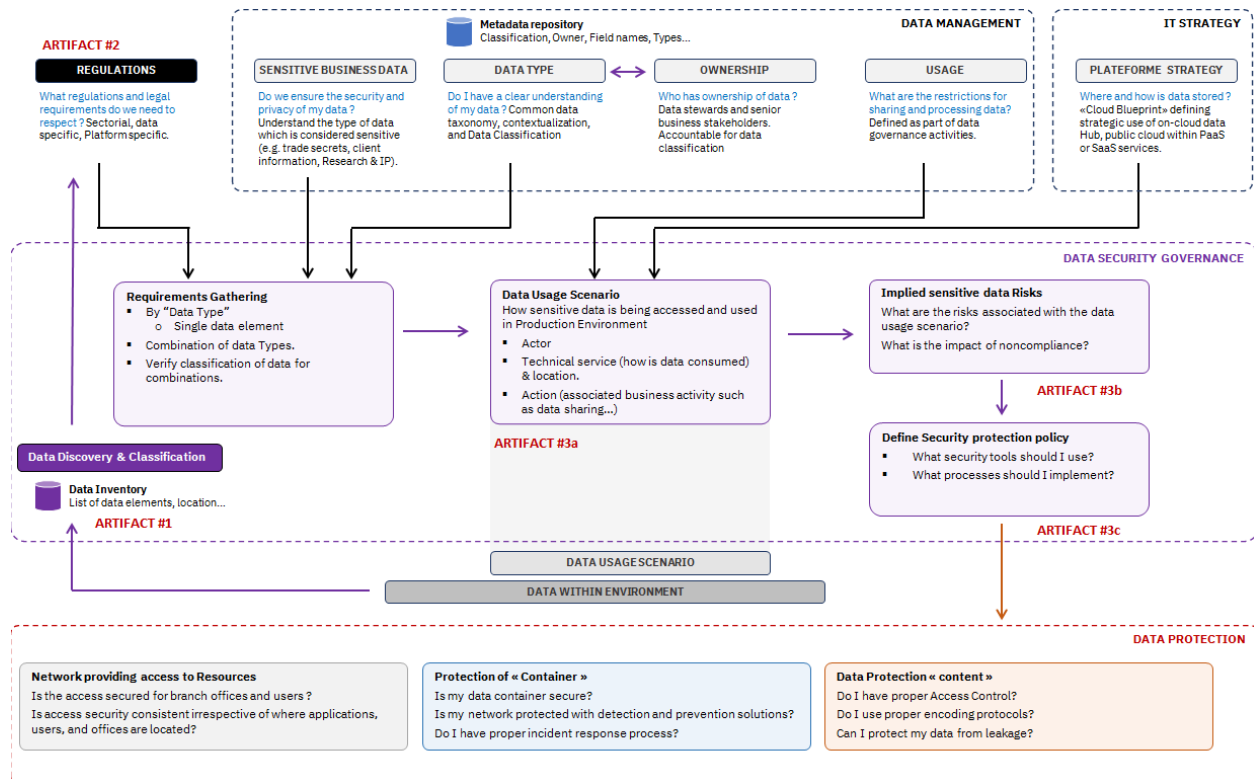 Metadata repository
Classification, Owner, Field names, Types...
DATA MANAGEMENT
IT STRATEGY
ARTIFACT #2
REGULATIONS
What regulations and legal
requirements do we need to
respect ? Sectorial, data
specific, Platform specific.
SENSITIVE BUSINESS DATA
Do we ensure the security and
privacy of my data ?
Understand the type of data
which is considered sensitive
(e.g. trade secrets, client
information, Research & IP).
DATA TYPE
Do I have a clear understanding
of my data ? Common data
taxonomy, contextualization,
and Data Classification
OWNERSHIP
Who has ownership of data ?
Data stewards and senior
business stakeholders.
Accountable for data
classification
USAGE
What are the restrictions for
sharing and processing data?
Defined as part of data
governance activities.
PLATEFORME STRATEGY
Where and how is data stored ?
«Cloud Blueprint» defining
strategic use of on-cloud data
Hub, public cloud within PaaS
or SaaS services.
DATA SECURITY GOVERNANCE
Requirements Gathering
▪ By “Data Type”
o Single data element
▪ Combination of data Types.
▪ Verify classification of data for
combinations.
Data Usage Scenario
How sensitive data is being accessed and used
in Production Environment
▪ Actor
▪ Technical service (how is data consumed)
& location.
▪ Action (associated business activity such
as data sharing...)
Implied sensitive data Risks
What are the risks associated with the data
usage scenario?
What is the impact of noncompliance?
ARTIFACT #3b
ARTIFACT #3a
Define Security protection policy
▪ What security tools should I use?
▪ What processes should I implement?
Data Discovery & Classification
Data Inventory
List of data elements, location...
ARTIFACT #1
ARTIFACT #3c
DATA USAGE SCENARIO
DATA WITHIN ENVIRONMENT
DATA PROTECTION
Network providing access to Resources
Is the access secured for branch offices and users ?
Is access security consistent irrespective of where applications,
users, and offices are located?
Protection of « Container »
Is my data container secure?
Is my network protected with detection and prevention solutions?
Do I have proper incident response process?
Data Protection « content »
Do I have proper Access Control?
Do I use proper encoding protocols?
Can I protect my data from leakage?